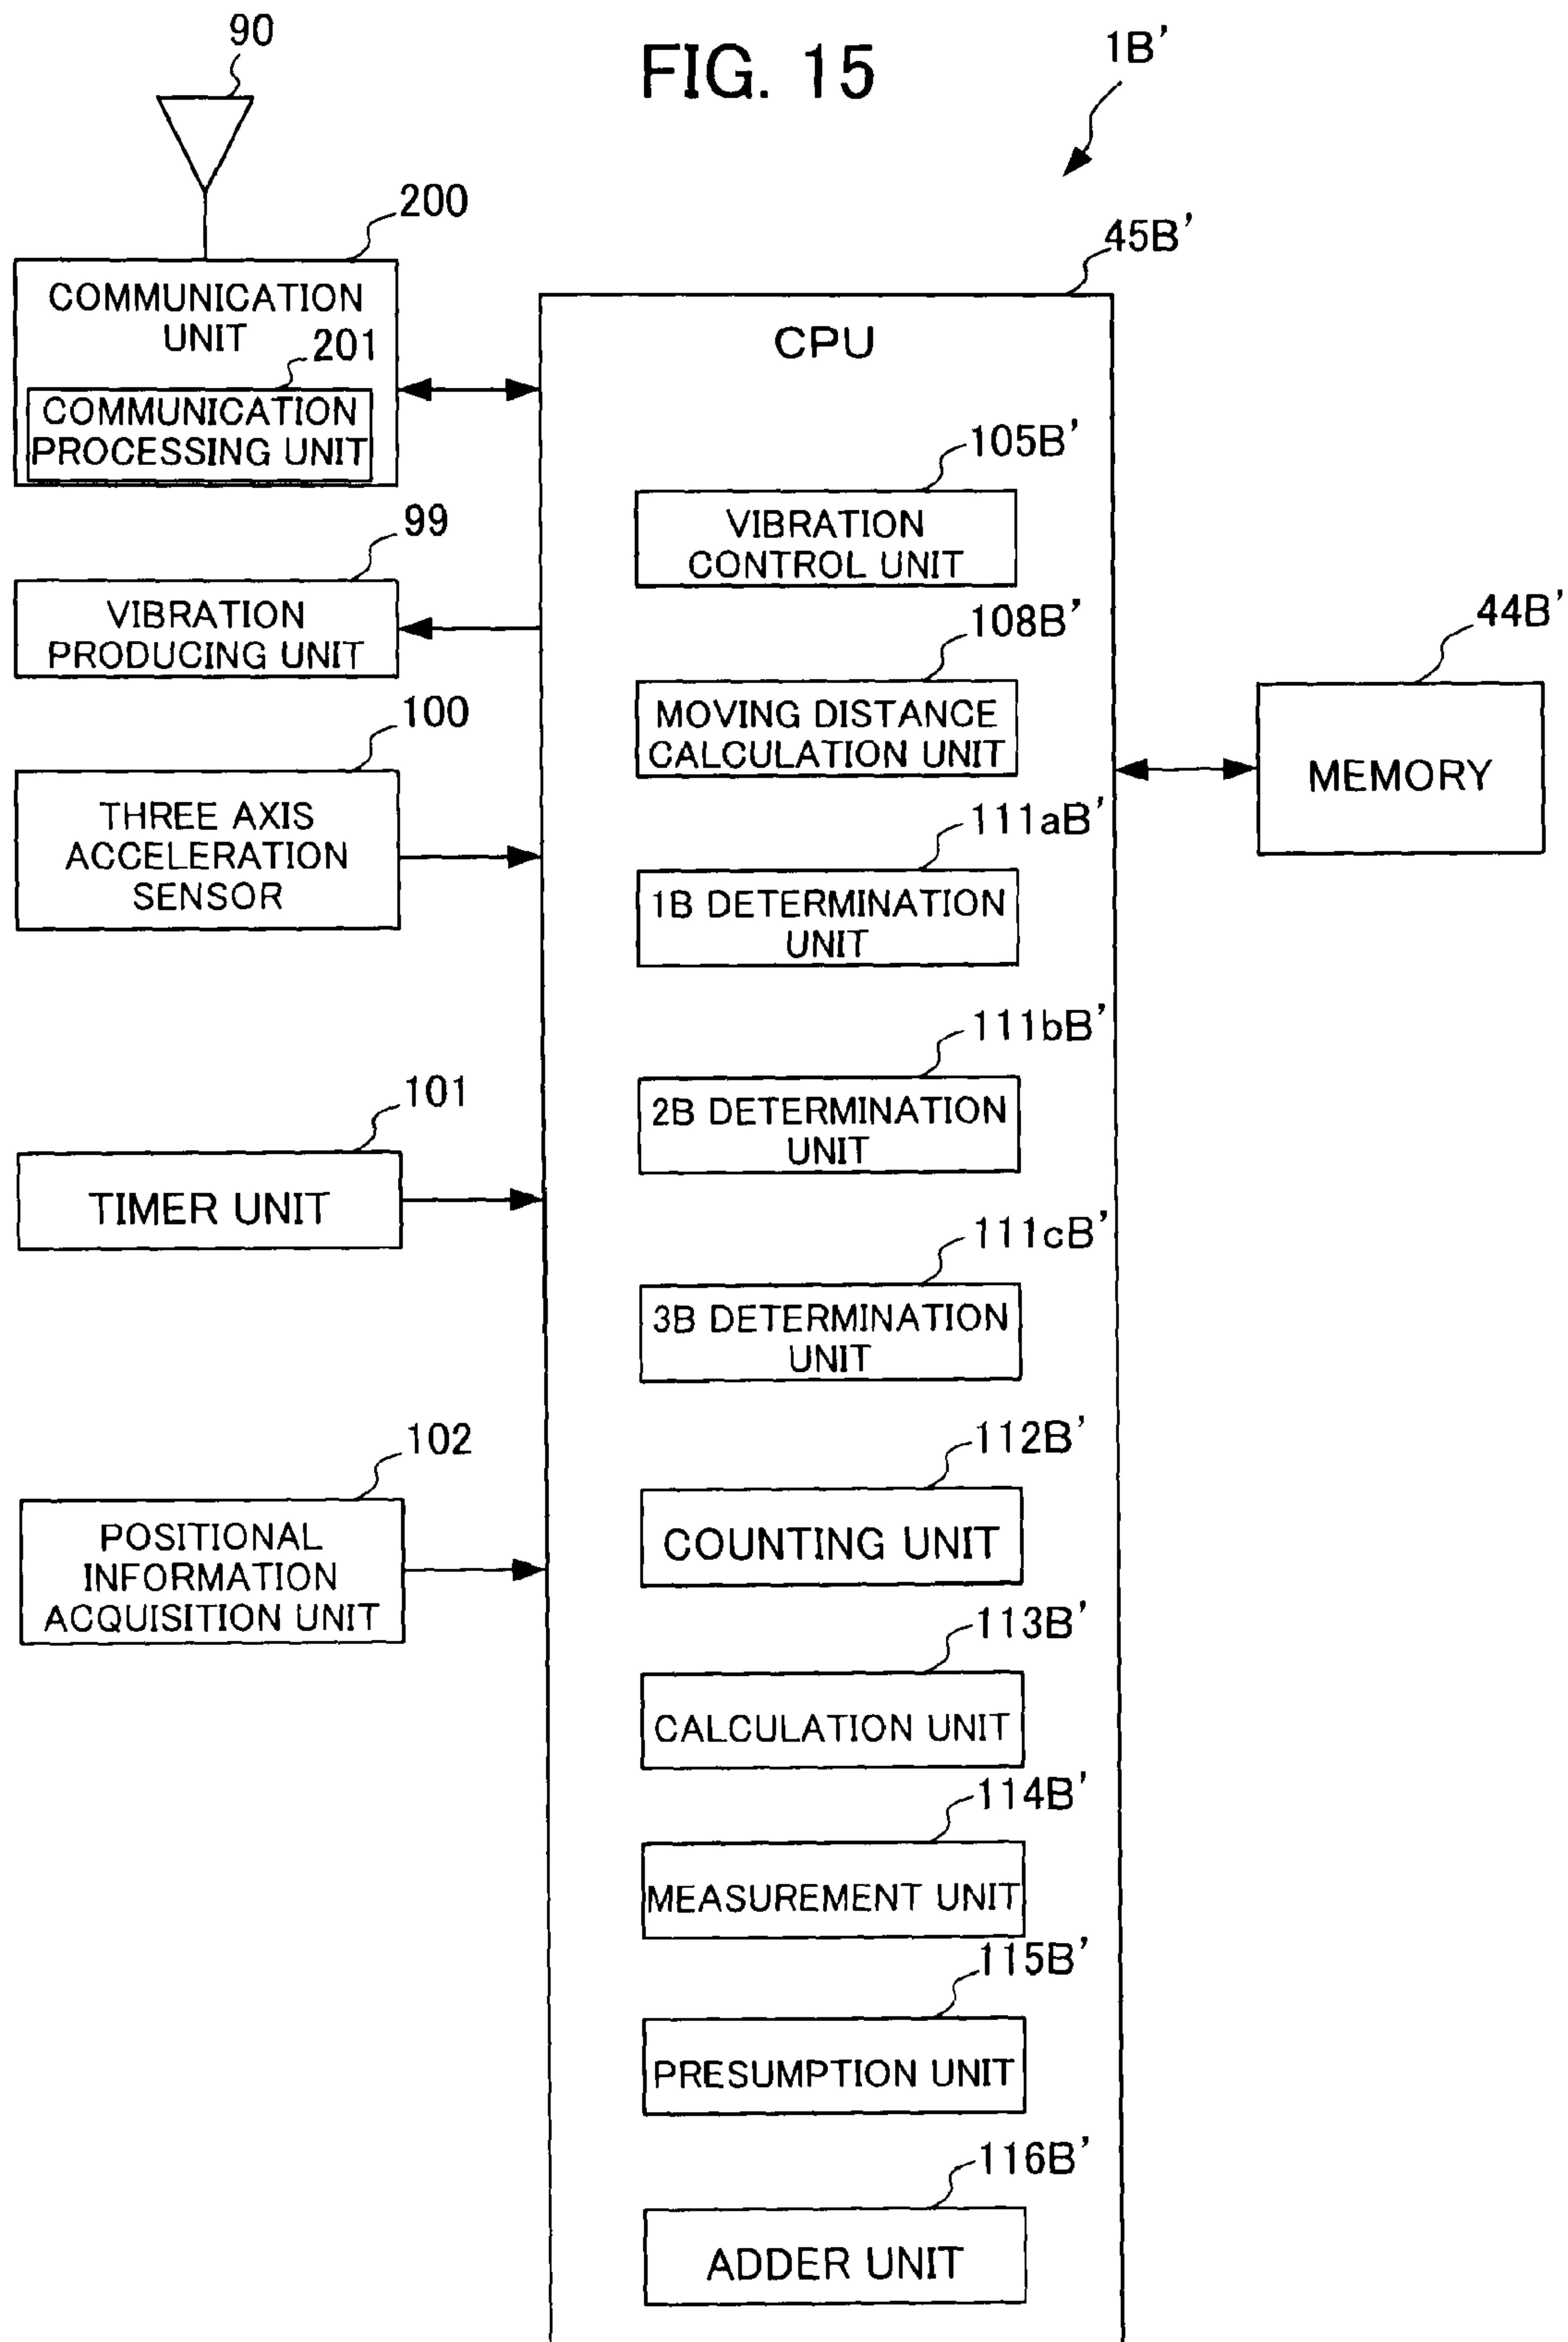 FIG. 15
1B'
90
200
COMMUNICATION
UNIT
201
COMMUNICATION
PROCESSING UNIT
99
VIBRATION
PRODUCING UNIT
100
THREE AXIS
ACCELERATION
SENSOR
101
TIMER UNIT
102
POSITIONAL
INFORMATION
ACQUISITION UNIT
45B'
CPU
105B'
VIBRATION
CONTROL UNIT
108B'
MOVING DISTANCE
CALCULATION UNIT
111aB'
1B DETERMINATION
UNIT
111bB'
2B DETERMINATION
UNIT
111cB'
3B DETERMINATION
UNIT
112B'
COUNTING UNIT
113B'
CALCULATION UNIT
114B'
MEASUREMENT UNIT
115B'
PRESUMPTION UNIT
116B'
ADDER UNIT
44B'
MEMORY